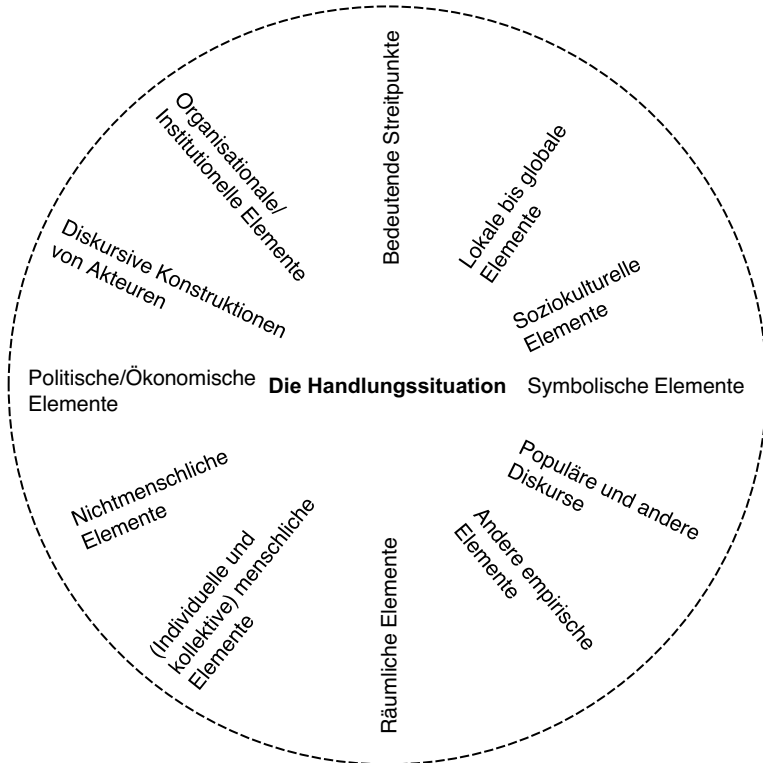 Bedeutende Streitpunkte
Lokale bis globale
Elemente
Soziokulturelle
Elemente
Symbolische Elemente
Populäre und andere
Diskurse
Andere empirische
Elemente
Räumliche Elemente
(Individuelle und
kollektive) menschliche
Elemente
Nichtmenschliche
Elemente
Politische/Ökonomische
Elemente
Diskursive Konstruktionen
von Akteuren
Organisationale/
Institutionelle Elemente
Die Handlungssituation